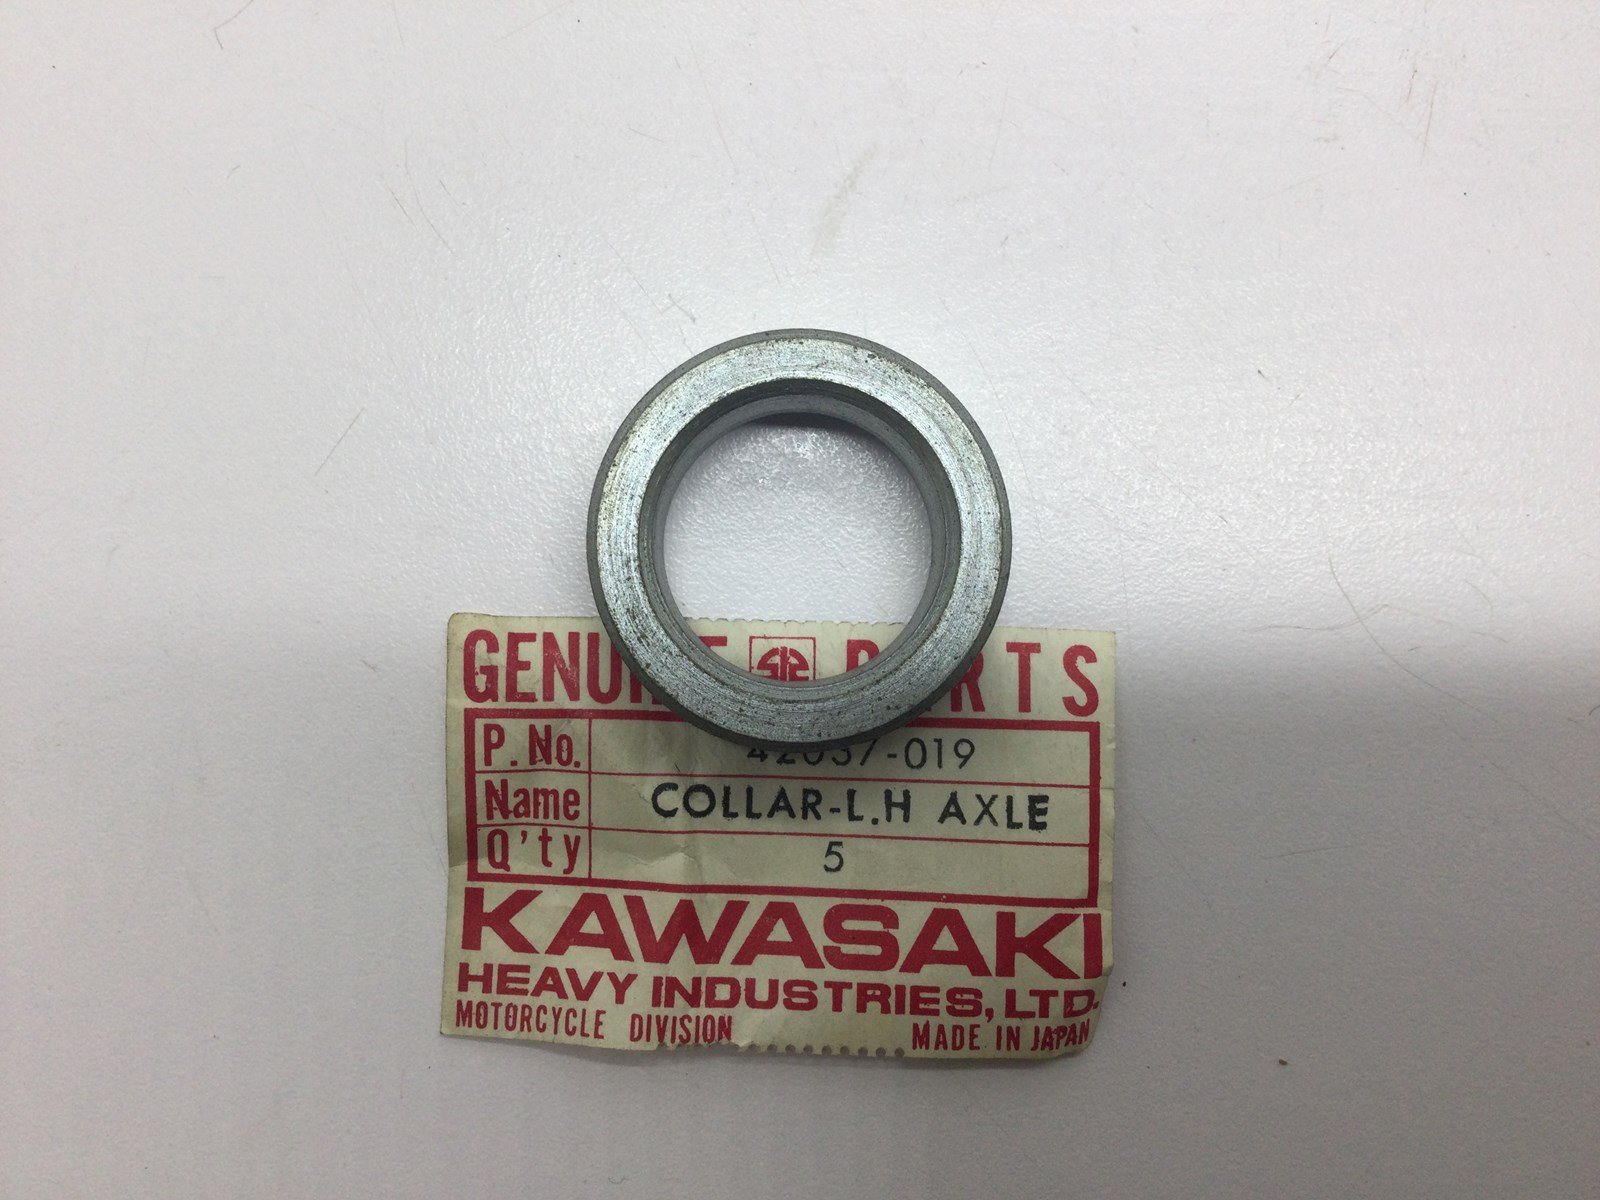 GENUINE PARTS
P. No. 42037-019
Name COLLAR-L.H AXLE
Q'ty 5
KAWASAKI
HEAVY INDUSTRIES, LTD.
MOTORCYCLE DIVISION MADE IN JAPAN